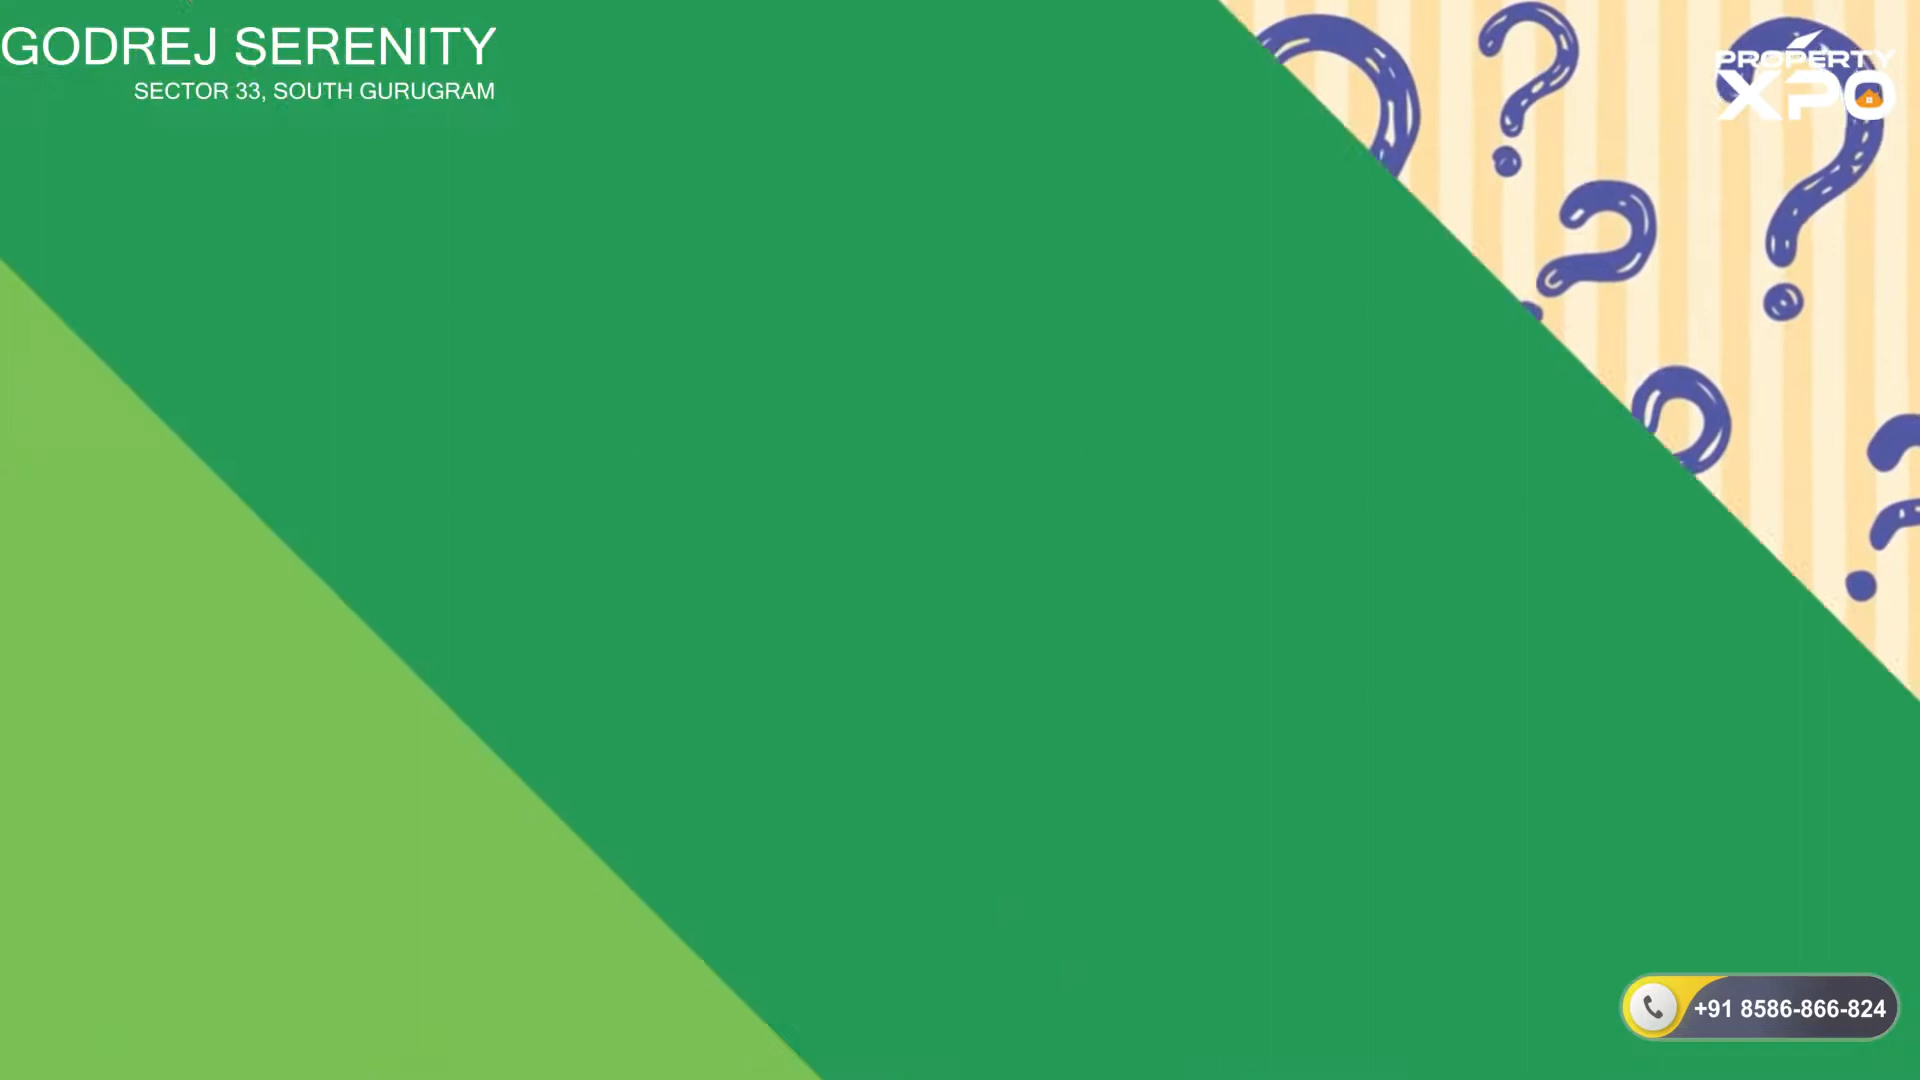 GODREJ SERENITY
SECTOR 33, SOUTH GURUGRAM
PROPERTY
XPO
+91 8586-866-824